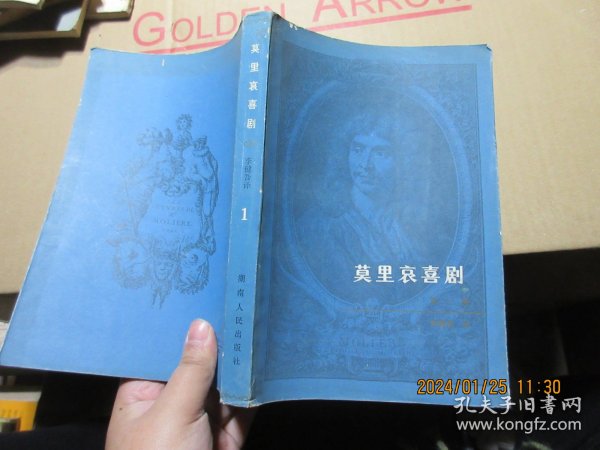 GOLDEN ARROW
莫里哀喜剧
李健吾译
1
湖南人民出版社
莫里哀喜剧
MOLIERE
2024/01/25 11:30
孔夫子旧书网
www.kongfz.com